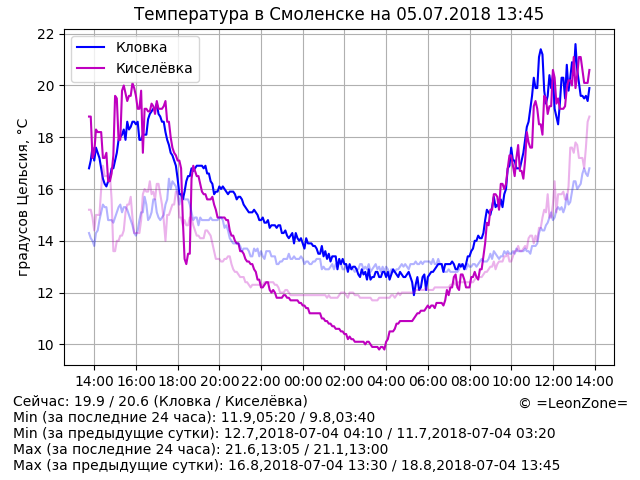 Температура в Смоленске на 05.07.2018 13:45
Кловка
Киселёвка
градусов Цельсия, °C
22
20
18
16
14
12
10
14:00 16:00 18:00 20:00 22:00 00:00 02:00 04:00 06:00 08:00 10:00 12:00 14:00
Сейчас: 19.9 / 20.6 (Кловка / Киселёвка)
© =LeonZone=
Min (за последние 24 часа): 11.9,05:20 / 9.8,03:40
Min (за предыдущие сутки): 12.7,2018-07-04 04:10 / 11.7,2018-07-04 03:20
Max (за последние 24 часа): 21.6,13:05 / 21.1,13:00
Max (за предыдущие сутки): 16.8,2018-07-04 13:30 / 18.8,2018-07-04 13:45